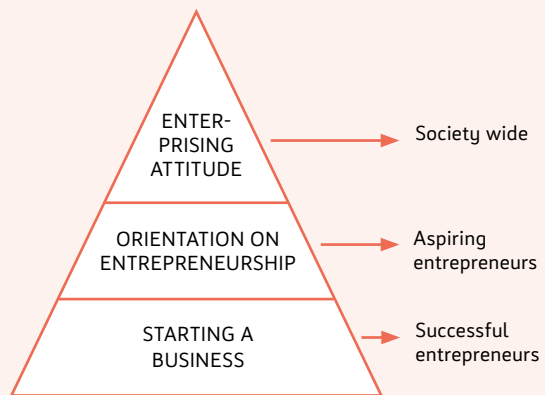 ENTER-
PRISING
ATTITUDE
Society wide
ORIENTATION ON
ENTREPRENEURSHIP
Aspiring
entrepreneurs
STARTING A
BUSINESS
Successful
entrepreneurs